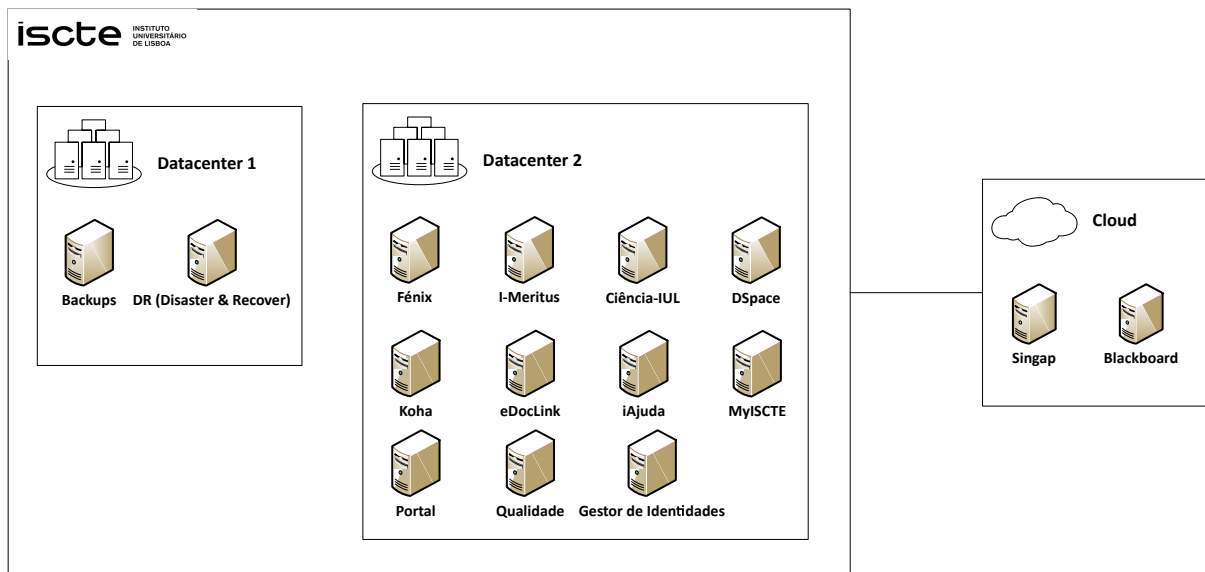 iscte
INSTITUTO
UNIVERSITÁRIO
DE LISBOA
Datacenter 1
Backups
DR (Disaster & Recover)
Datacenter 2
Fénix
I-Meritus
Ciência-IUL
DSpace
Koha
eDocLink
iAjuda
MyISCTE
Portal
Qualidade
Gestor de Identidades
Cloud
Singap
Blackboard